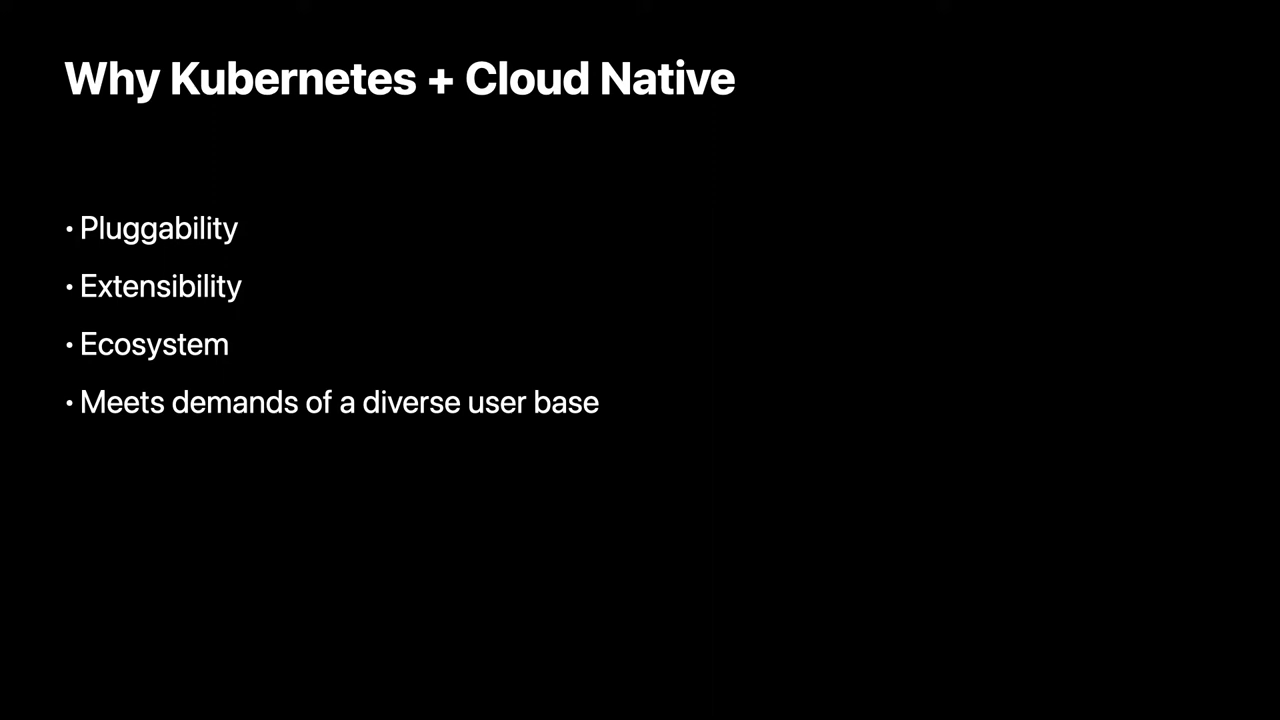 Why Kubernetes + Cloud Native
• Pluggability
• Extensibility
• Ecosystem
• Meets demands of a diverse user base